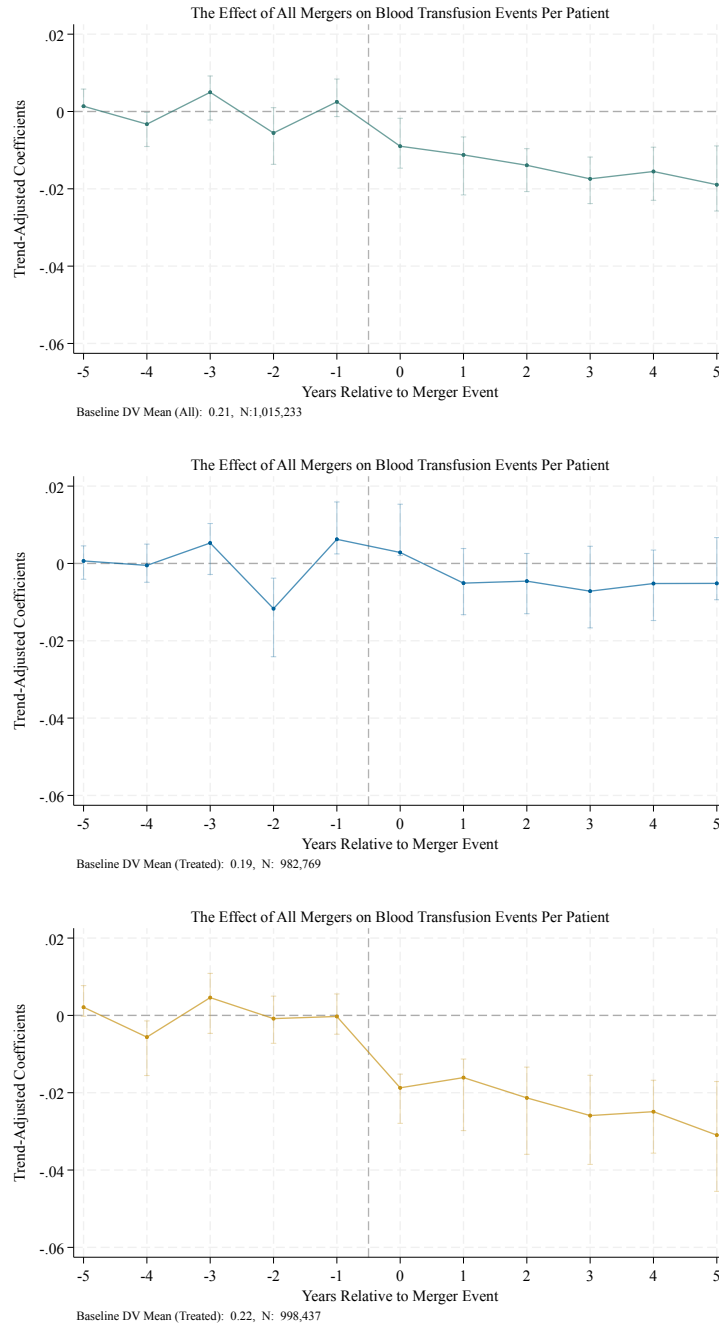 The Effect of All Mergers on Blood Transfusion Events Per Patient
Trend-Adjusted Coefficients
.02
0
-.02
-.04
-.06
-5 -4 -3 -2 -1 0 1 2 3 4 5
Years Relative to Merger Event
Baseline DV Mean (All): 0.21, N:1,015,233
The Effect of All Mergers on Blood Transfusion Events Per Patient
Trend-Adjusted Coefficients
.02
0
-.02
-.04
-.06
-5 -4 -3 -2 -1 0 1 2 3 4 5
Years Relative to Merger Event
Baseline DV Mean (Treated): 0.19, N: 982,769
The Effect of All Mergers on Blood Transfusion Events Per Patient
Trend-Adjusted Coefficients
.02
0
-.02
-.04
-.06
-5 -4 -3 -2 -1 0 1 2 3 4 5
Years Relative to Merger Event
Baseline DV Mean (Treated): 0.22, N: 998,437